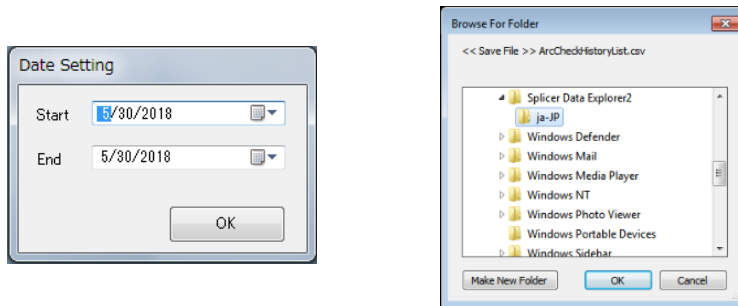 Date Setting
Start 5/30/2018
End 5/30/2018
OK
Browse For Folder
<< Save File >> ArcCheckHistoryList.csv
Splicer Data Explorer2
ja-JP
Windows Defender
Windows Mail
Windows Media Player
Windows NT
Windows Photo Viewer
Windows Portable Devices
Windows Sidebar
Make New Folder OK Cancel